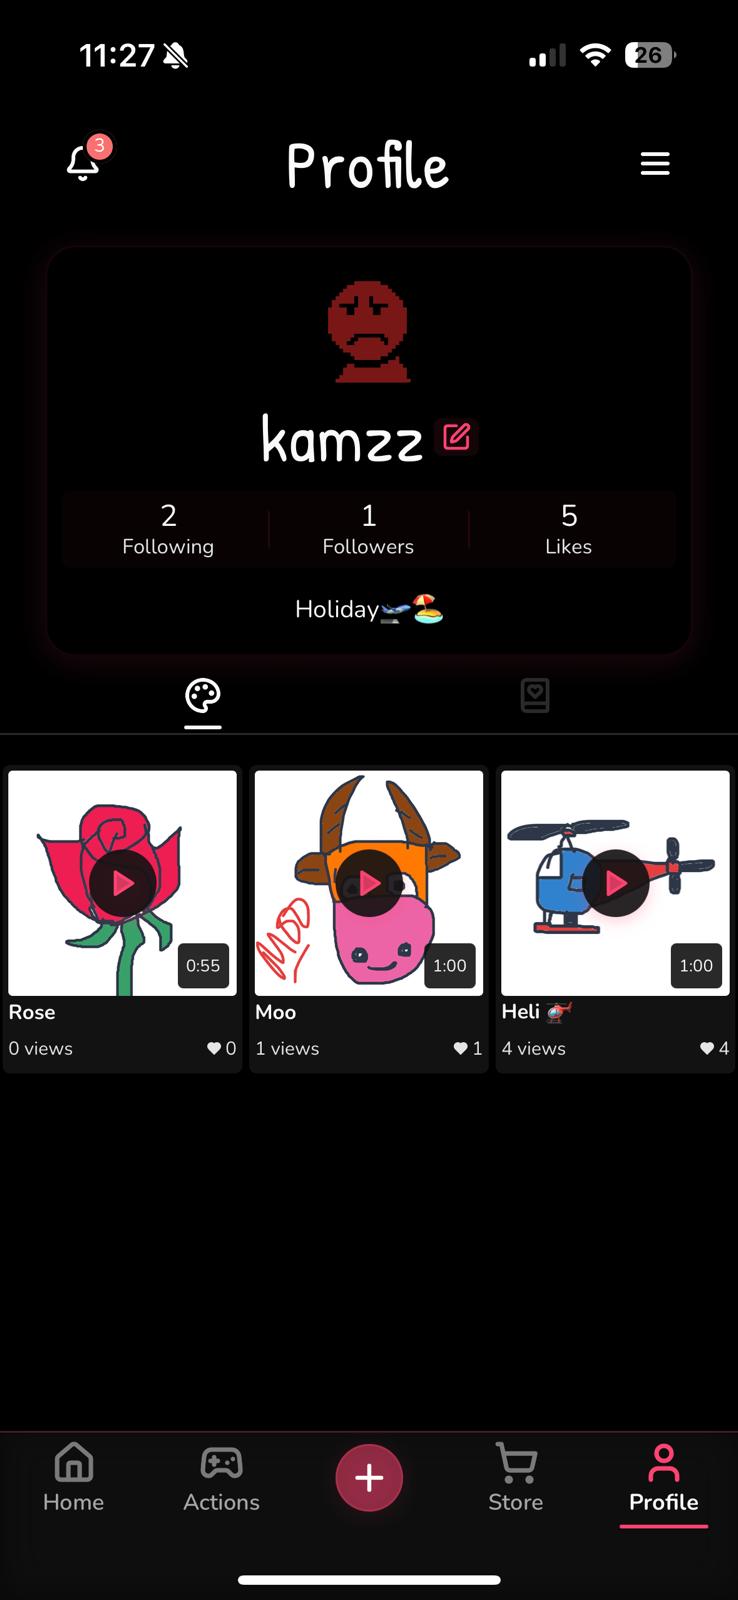 11:27
26
3
Profile
kamzz
2 1 5
Following Followers Likes
Holiday🛫🏖️
MOO
0:55 1:00 1:00
Rose Moo Heli 🚁
0 views 0 1 views 1 4 views 4
Home Actions Store Profile